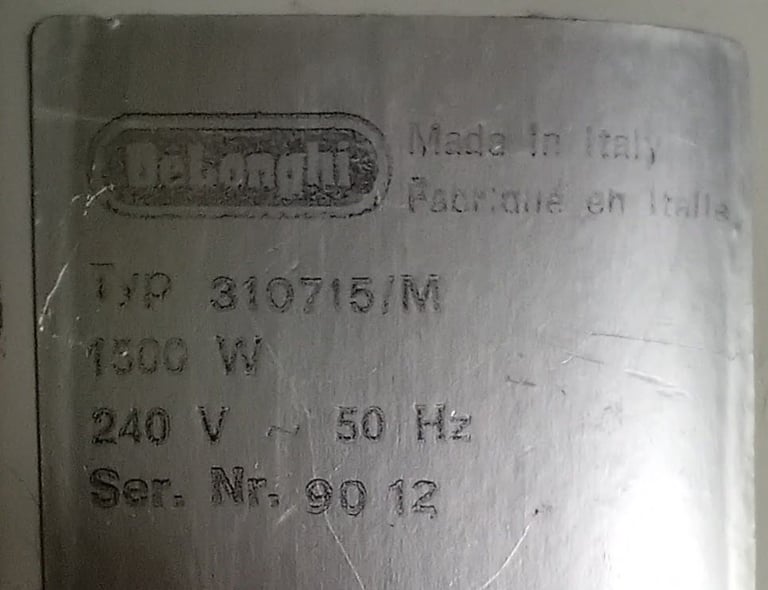 DeLonghi
Made in Italy
Fabriqué en Italie
Typ 310715/M
1500 W
240 V ~ 50 Hz
Ser. Nr. 90 12